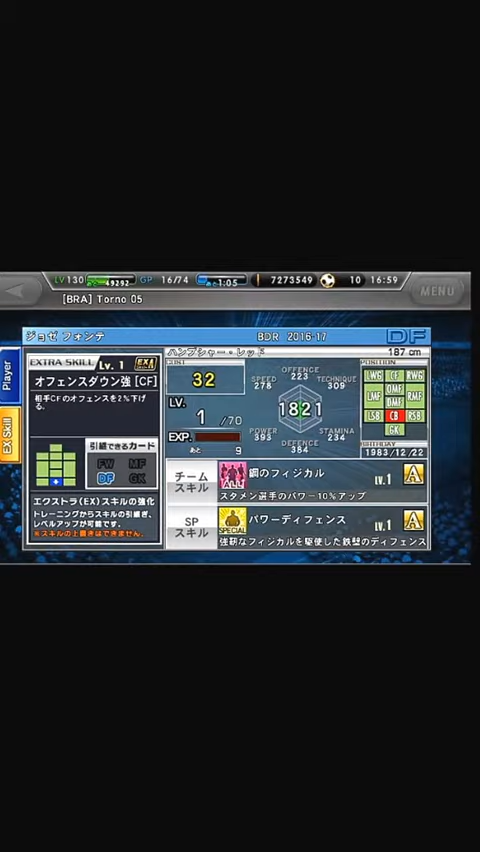 LV 130 あと 49292 GP 16/74 あと 1:05 7273549 10 16:59
[BRA] Torno 05
MENU
Player
EX Skill
ジョゼ フォンテ BDR 2016-17 DF
EXTRA SKILL Lv. 1 EXA
オフェンスダウン強 [CF]
相手CFのオフェンスを2%下げ
る。
引継できるカード
FW MF
DF GK
エクストラ(EX)スキルの強化
トレーニングからスキルの引継ぎ、
レベルアップが可能です。
※スキルの上書きはできません。
ハンプシャー・レッド 187 cm
COST
32
LV.
1 /70
EXP.
あと 9
OFFENCE
223
SPEED
278
TECHNIQUE
309
1821
POWER
393
STAMINA
234
DEFENCE
384
POSITION
LWG CF RWG
OMF
LMF RMF
DMF
LSB CB RSB
GK
BIRTHDAY
1983/12/22
チーム
スキル
ALL
鋼のフィジカル
LV.1 A
スタメン選手のパワー10%アップ
SP
スキル
SPECIAL
パワーディフェンス
LV.1 A
強靭なフィジカルを駆使した鉄壁のディフェンス